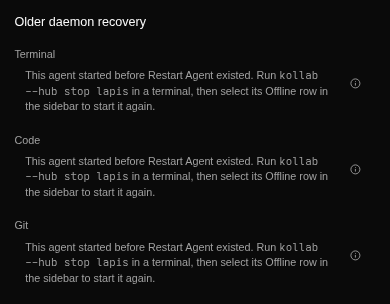 Older daemon recovery
Terminal
This agent started before Restart Agent existed. Run kollab
--hub stop lapis in a terminal, then select its Offline row in
the sidebar to start it again.
Code
This agent started before Restart Agent existed. Run kollab
--hub stop lapis in a terminal, then select its Offline row in
the sidebar to start it again.
Git
This agent started before Restart Agent existed. Run kollab
--hub stop lapis in a terminal, then select its Offline row in
the sidebar to start it again.